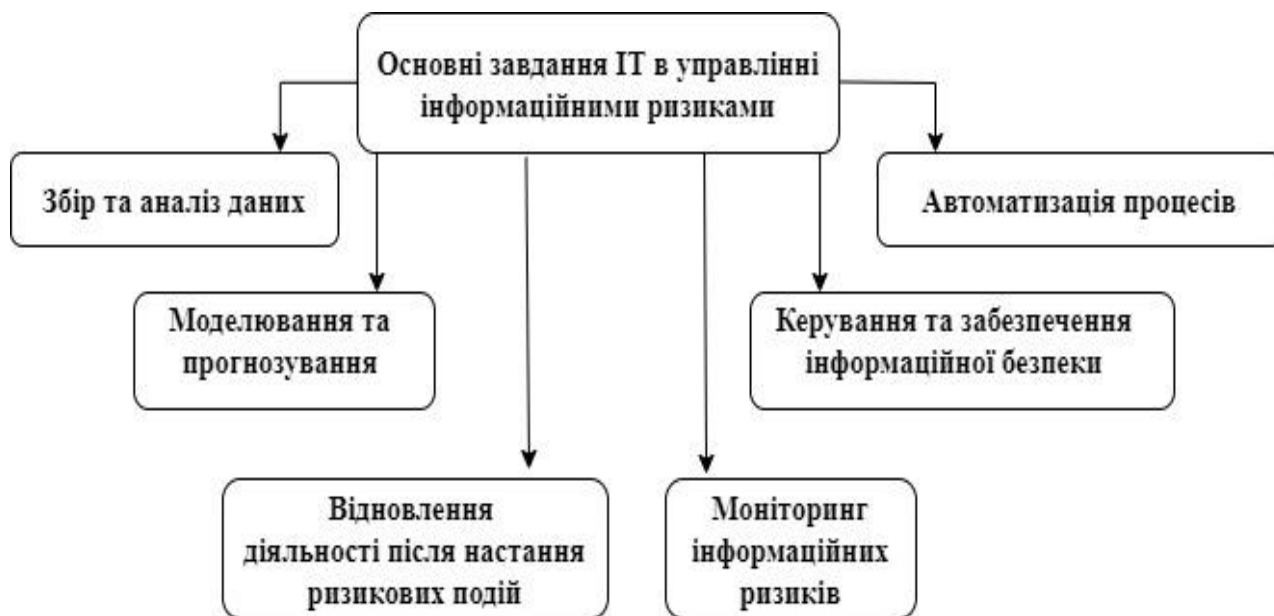 Основні завдання ІТ в управлінні
інформаційними ризиками
Збір та аналіз даних
Автоматизація процесів
Моделювання та
прогнозування
Керування та забезпечення
інформаційної безпеки
Відновлення
діяльності після настання
ризикових подій
Моніторинг
інформаційних
ризиків